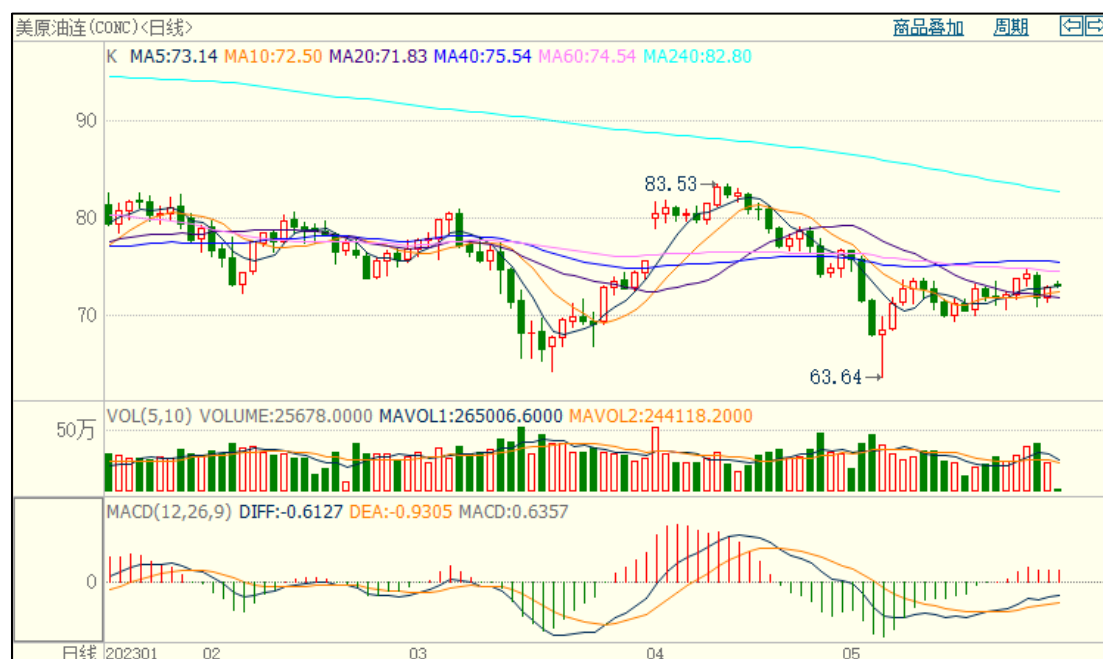 美原油连(CONC)<日线> 商品叠加 周期
K MA5:73.14 MA10:72.50 MA20:71.83 MA40:75.54 MA60:74.54 MA240:82.80
90
83.53
80
70
63.64
VOL(5,10) VOLUME:25678.0000 MAVOL1:265006.6000 MAVOL2:244118.2000
50万
MACD(12,26,9) DIFF:-0.6127 DEA:-0.9305 MACD:0.6357
0
日线 202301 02 03 04 05